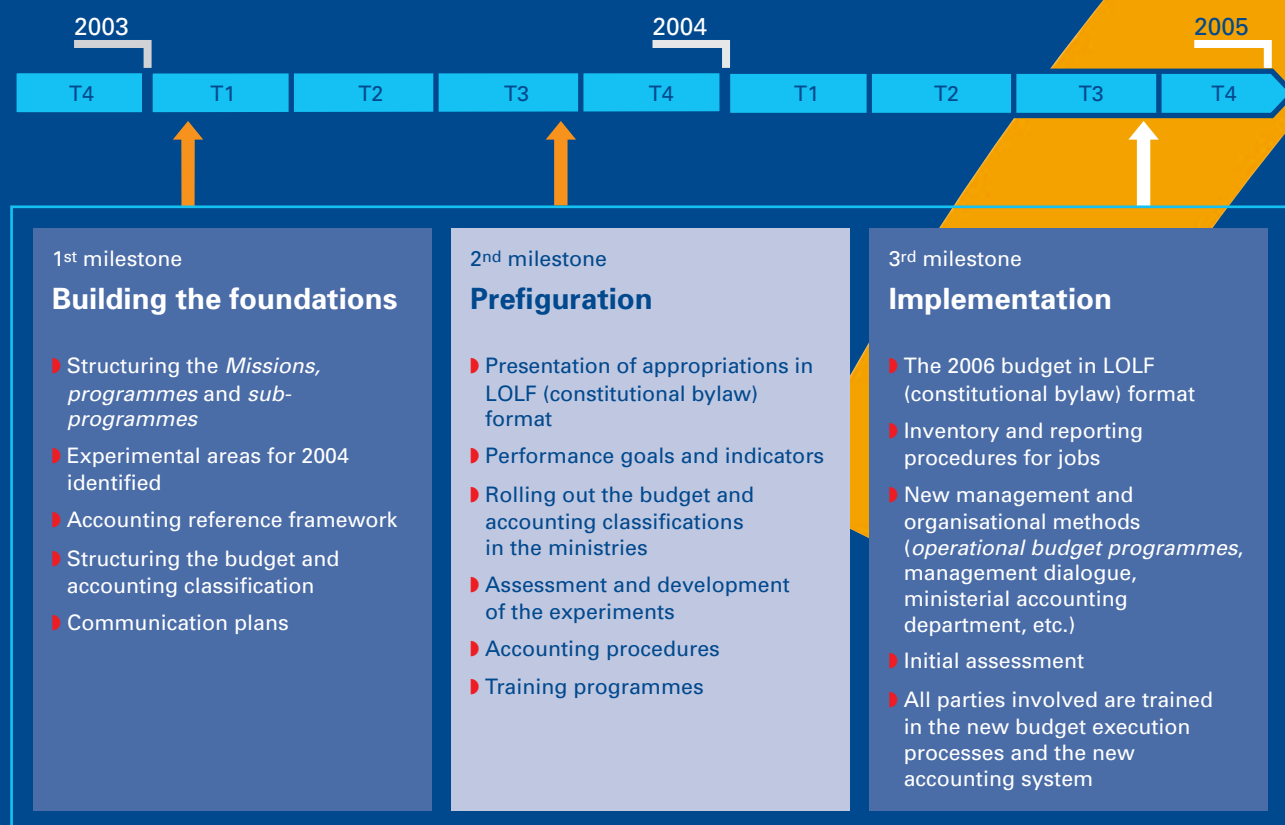 2003
2004
2005
T4
T1
T2
T3
T4
T1
T2
T3
T4
1st milestone
Building the foundations
Structuring the Missions,
programmes and sub-
programmes
Experimental areas for 2004
identified
Accounting reference framework
Structuring the budget and
accounting classification
Communication plans
2nd milestone
Prefiguration
Presentation of appropriations in
LOLF (constitutional bylaw)
format
Performance goals and indicators
Rolling out the budget and
accounting classifications
in the ministries
Assessment and development
of the experiments
Accounting procedures
Training programmes
3rd milestone
Implementation
The 2006 budget in LOLF
(constitutional bylaw) format
Inventory and reporting
procedures for jobs
New management and
organisational methods
(operational budget programmes,
management dialogue,
ministerial accounting
department, etc.)
Initial assessment
All parties involved are trained
in the new budget execution
processes and the new
accounting system